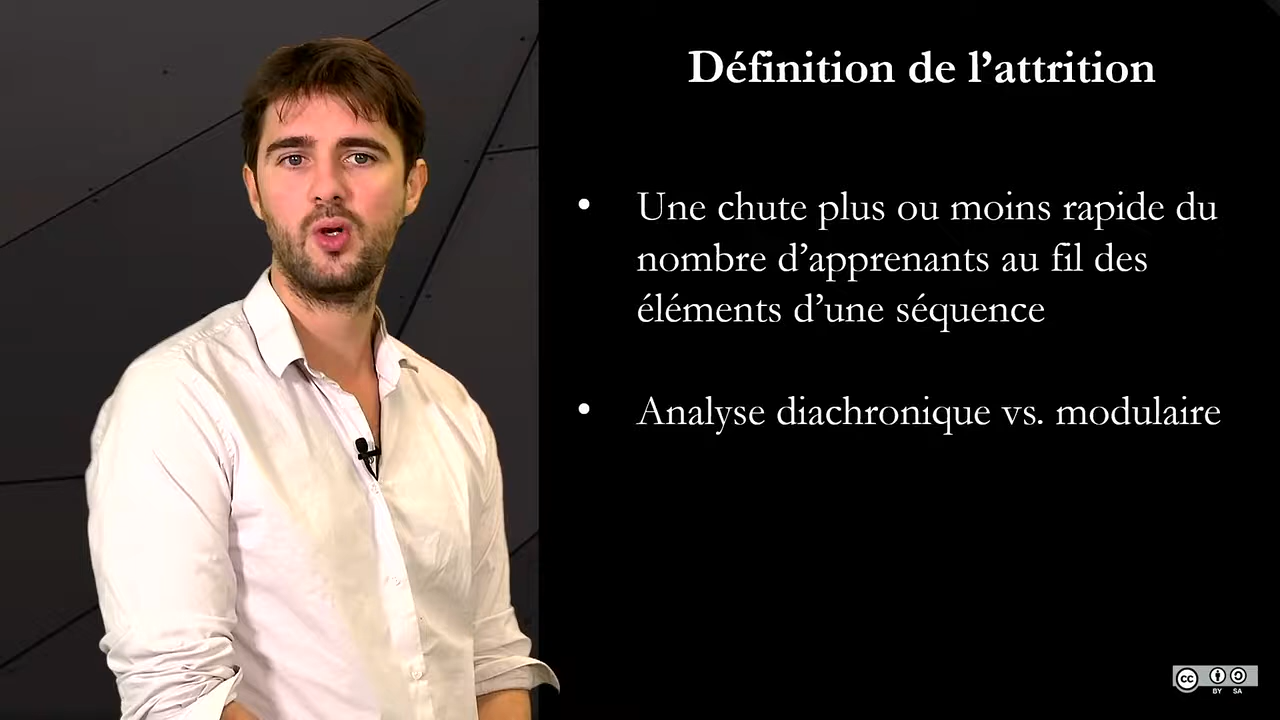 Définition de l’attrition
• Une chute plus ou moins rapide du
nombre d’apprenants au fil des
éléments d’une séquence
• Analyse diachronique vs. modulaire
cc
BY SA